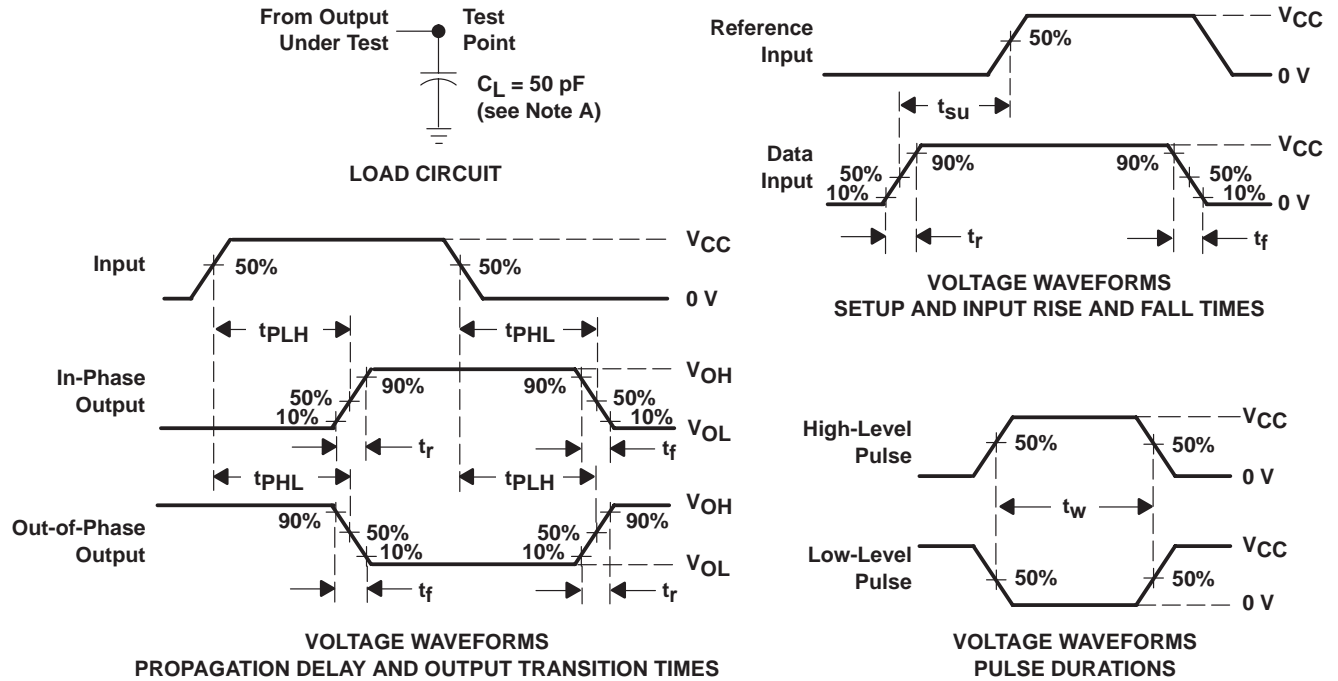 From Output
Under Test
Test
Point
CL = 50 pF
(see Note A)
LOAD CIRCUIT
Reference
Input
50%
VCC
0 V
tsu
Data
Input
50%
10%
90%
90%
50%
10%
VCC
0 V
tr
tf
VOLTAGE WAVEFORMS
SETUP AND INPUT RISE AND FALL TIMES
Input
50%
50%
VCC
0 V
tPLH
tPHL
In-Phase
Output
50%
10%
90%
90%
50%
10%
VOH
VOL
tr
tf
tPHL
tPLH
Out-of-Phase
Output
90%
50%
10%
50%
10%
90%
VOH
VOL
tf
tr
VOLTAGE WAVEFORMS
PROPAGATION DELAY AND OUTPUT TRANSITION TIMES
High-Level
Pulse
50%
50%
VCC
0 V
tw
Low-Level
Pulse
50%
50%
VCC
0 V
VOLTAGE WAVEFORMS
PULSE DURATIONS